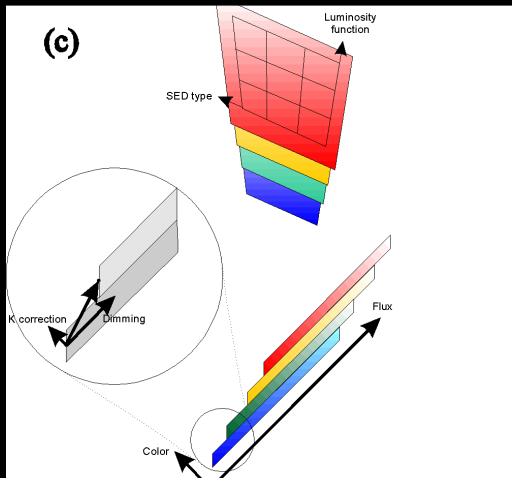 (c)
Luminosity
function
SED type
K correction
Dimming
Flux
Color